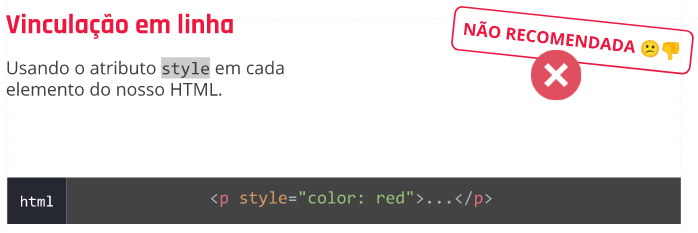 Vinculação em linha
NÃO RECOMENDADA 😕👎
Usando o atributo style em cada
elemento do nosso HTML.
html
<p style="color: red">...</p>